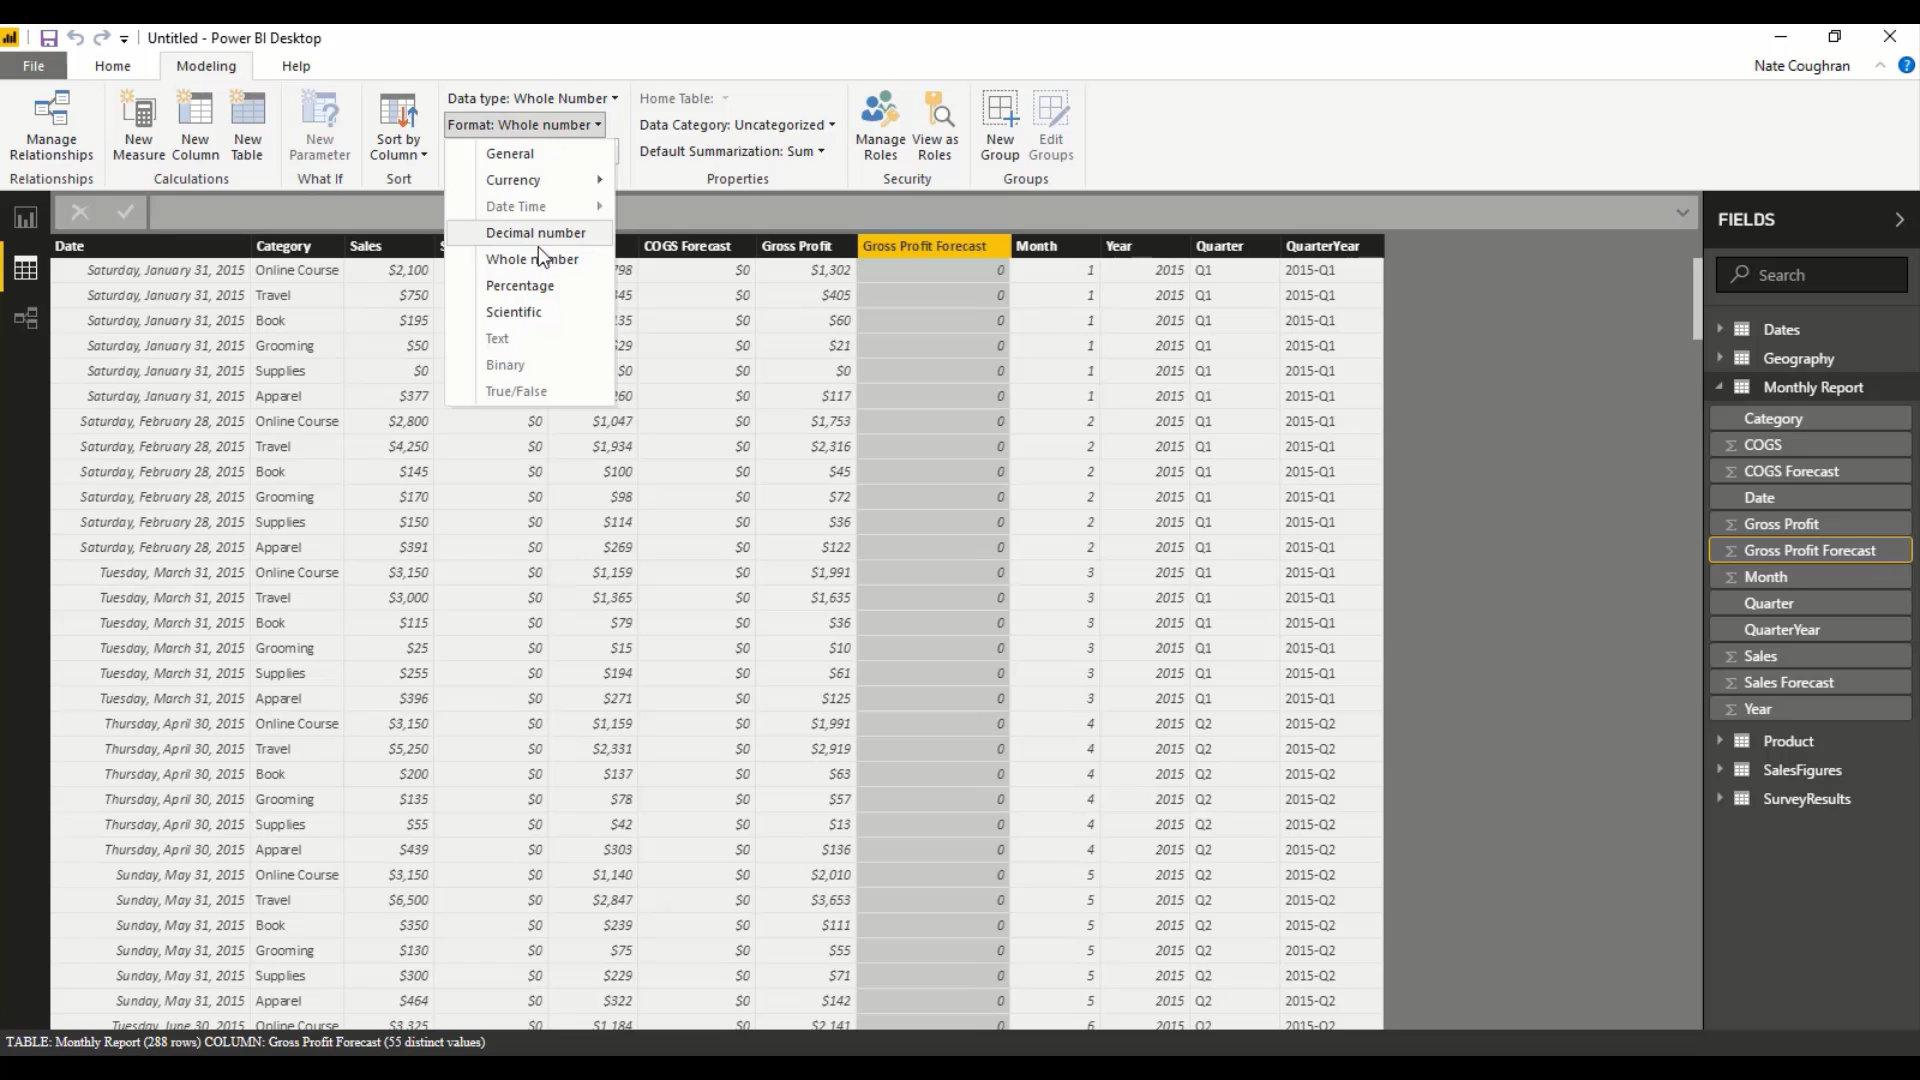 Untitled - Power BI Desktop
File Home Modeling Help Nate Coughran ?
Manage Relationships
New Measure
New Column
New Table
New Parameter
Sort by Column
Data type: Whole Number
Format: Whole number
Home Table:
Data Category: Uncategorized
Default Summarization: Sum
Manage Roles
View as Roles
New Group
Edit Groups
Relationships Calculations What If Sort Properties Security Groups
General
Currency
Date Time
Decimal number
Whole number
Percentage
Scientific
Text
Binary
True/False
Date Category Sales COGS Forecast Gross Profit Gross Profit Forecast Month Year Quarter QuarterYear
Saturday, January 31, 2015 Online Course $2,100 798 $0 $1,302 0 1 2015 Q1 2015-Q1
Saturday, January 31, 2015 Travel $750 345 $0 $405 0 1 2015 Q1 2015-Q1
Saturday, January 31, 2015 Book $195 135 $0 $60 0 1 2015 Q1 2015-Q1
Saturday, January 31, 2015 Grooming $50 $29 $0 $21 0 1 2015 Q1 2015-Q1
Saturday, January 31, 2015 Supplies $0 $0 $0 $0 0 1 2015 Q1 2015-Q1
Saturday, January 31, 2015 Apparel $377 260 $0 $117 0 1 2015 Q1 2015-Q1
Saturday, February 28, 2015 Online Course $2,800 $0 $1,047 $0 $1,753 0 2 2015 Q1 2015-Q1
Saturday, February 28, 2015 Travel $4,250 $0 $1,934 $0 $2,316 0 2 2015 Q1 2015-Q1
Saturday, February 28, 2015 Book $145 $0 $100 $0 $45 0 2 2015 Q1 2015-Q1
Saturday, February 28, 2015 Grooming $170 $0 $98 $0 $72 0 2 2015 Q1 2015-Q1
Saturday, February 28, 2015 Supplies $150 $0 $114 $0 $36 0 2 2015 Q1 2015-Q1
Saturday, February 28, 2015 Apparel $391 $0 $269 $0 $122 0 2 2015 Q1 2015-Q1
Tuesday, March 31, 2015 Online Course $3,150 $0 $1,159 $0 $1,991 0 3 2015 Q1 2015-Q1
Tuesday, March 31, 2015 Travel $3,000 $0 $1,365 $0 $1,635 0 3 2015 Q1 2015-Q1
Tuesday, March 31, 2015 Book $115 $0 $79 $0 $36 0 3 2015 Q1 2015-Q1
Tuesday, March 31, 2015 Grooming $25 $0 $15 $0 $10 0 3 2015 Q1 2015-Q1
Tuesday, March 31, 2015 Supplies $255 $0 $194 $0 $61 0 3 2015 Q1 2015-Q1
Tuesday, March 31, 2015 Apparel $396 $0 $271 $0 $125 0 3 2015 Q1 2015-Q1
Thursday, April 30, 2015 Online Course $3,150 $0 $1,159 $0 $1,991 0 4 2015 Q2 2015-Q2
Thursday, April 30, 2015 Travel $5,250 $0 $2,331 $0 $2,919 0 4 2015 Q2 2015-Q2
Thursday, April 30, 2015 Book $200 $0 $137 $0 $63 0 4 2015 Q2 2015-Q2
Thursday, April 30, 2015 Grooming $135 $0 $78 $0 $57 0 4 2015 Q2 2015-Q2
Thursday, April 30, 2015 Supplies $55 $0 $42 $0 $13 0 4 2015 Q2 2015-Q2
Thursday, April 30, 2015 Apparel $439 $0 $303 $0 $136 0 4 2015 Q2 2015-Q2
Sunday, May 31, 2015 Online Course $3,150 $0 $1,140 $0 $2,010 0 5 2015 Q2 2015-Q2
Sunday, May 31, 2015 Travel $6,500 $0 $2,847 $0 $3,653 0 5 2015 Q2 2015-Q2
Sunday, May 31, 2015 Book $350 $0 $239 $0 $111 0 5 2015 Q2 2015-Q2
Sunday, May 31, 2015 Grooming $130 $0 $75 $0 $55 0 5 2015 Q2 2015-Q2
Sunday, May 31, 2015 Supplies $300 $0 $229 $0 $71 0 5 2015 Q2 2015-Q2
Sunday, May 31, 2015 Apparel $464 $0 $322 $0 $142 0 5 2015 Q2 2015-Q2
Tuesday, June 30, 2015 Online Course $3,325 $0 $1,184 $0 $2,141 0 6 2015 Q2 2015-Q2
FIELDS
Search
Dates
Geography
Monthly Report
Category
Σ COGS
Σ COGS Forecast
Date
Σ Gross Profit
Σ Gross Profit Forecast
Σ Month
Quarter
QuarterYear
Σ Sales
Σ Sales Forecast
Σ Year
Product
SalesFigures
SurveyResults
TABLE: Monthly Report (288 rows) COLUMN: Gross Profit Forecast (55 distinct values)